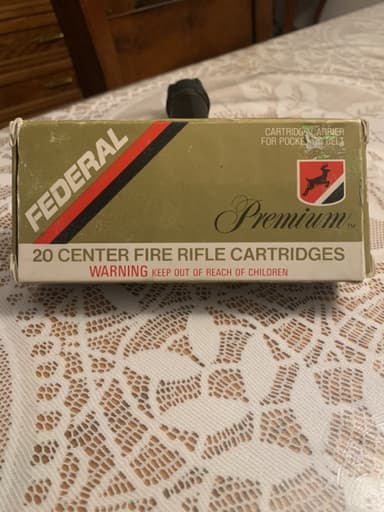 FEDERAL
CARTRIDGE CARRIER
FOR POCKET OR BELT
Premium™
20 CENTER FIRE RIFLE CARTRIDGES
WARNING KEEP OUT OF REACH OF CHILDREN